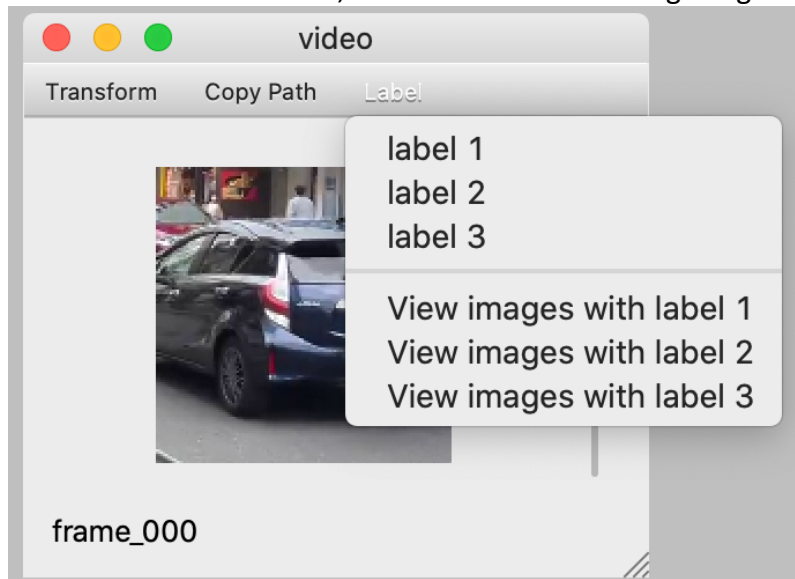 video
Transform Copy Path Label
label 1
label 2
label 3
View images with label 1
View images with label 2
View images with label 3
frame_000